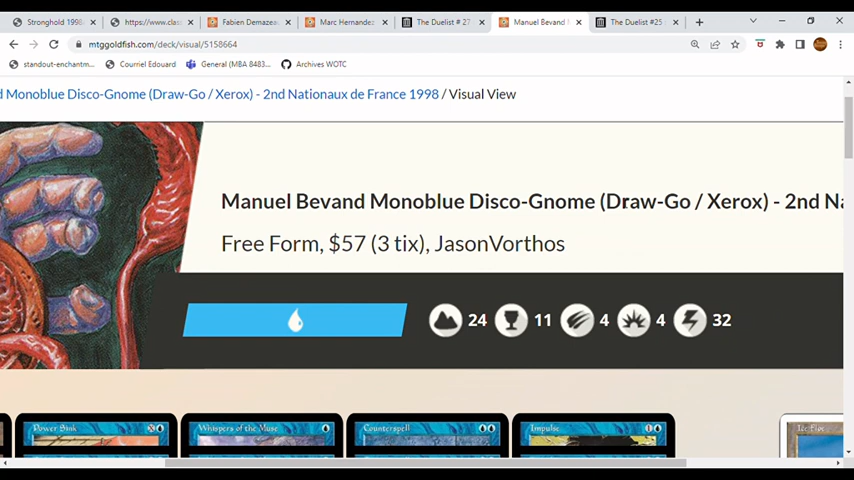 Stronghold 1998
https://www.clas
Fabien Demazea
Marc Hernandez
The Duelist # 27
Manuel Bevand
The Duelist #25
mtggoldfish.com/deck/visual/5158664
standout-enchantm...
Courriel Edouard
General (MBA 8483...
Archives WOTC
d Monoblue Disco-Gnome (Draw-Go / Xerox) - 2nd Nationaux de France 1998 / Visual View
Manuel Bevand Monoblue Disco-Gnome (Draw-Go / Xerox) - 2nd Na
Free Form, $57 (3 tix), JasonVorthos
24 11 4 4 32
Power Sink
Whispers of the Muse
Counterspell
Impulse